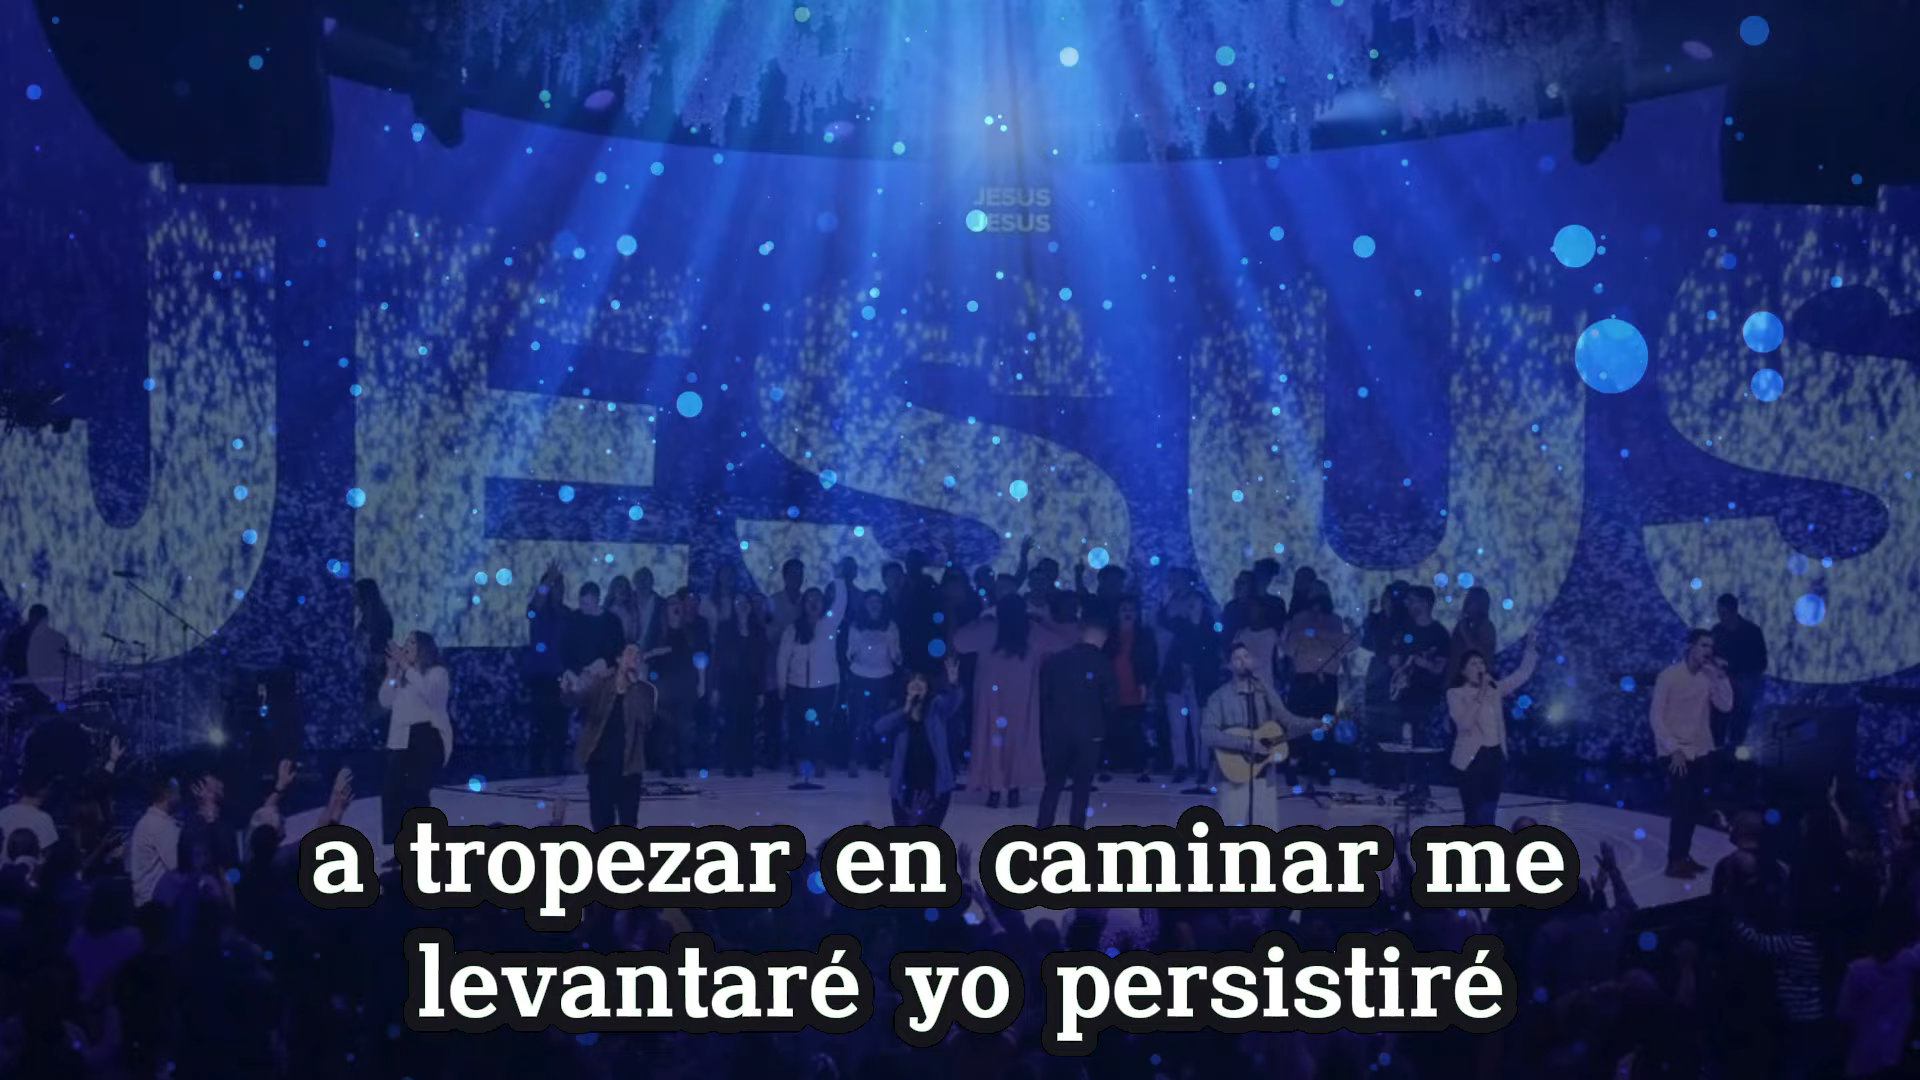 JESUS
JESUS
JESUS
a tropezar en caminar me
levantaré yo persistiré